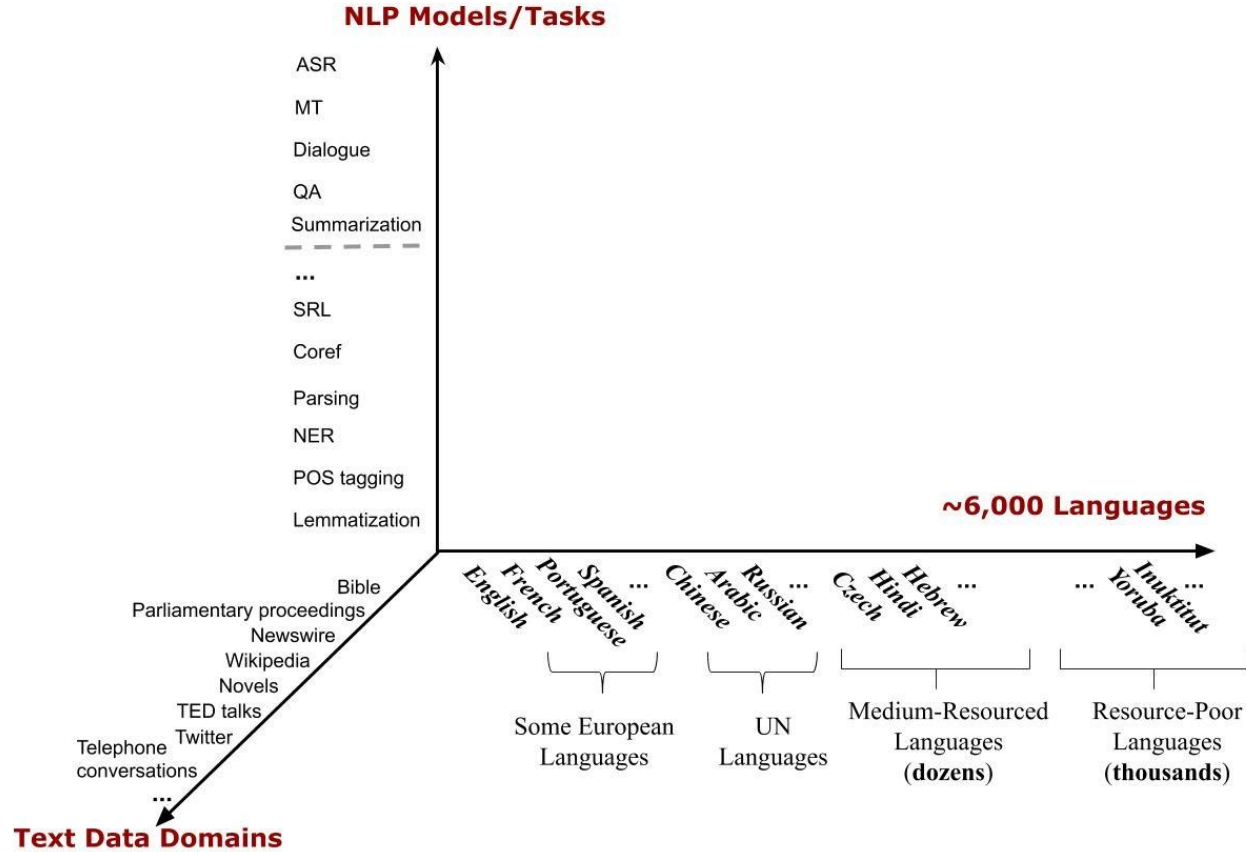 NLP Models/Tasks
ASR
MT
Dialogue
QA
Summarization
...
SRL
Coref
Parsing
NER
POS tagging
Lemmatization
~6,000 Languages
English
French
Portuguese
Spanish
...
Chinese
Arabic
Russian
...
Czech
Hindi
Hebrew
...
...
Yoruba
Inuktitut
...
Some European
Languages
UN
Languages
Medium-Resourced
Languages
(dozens)
Resource-Poor
Languages
(thousands)
Bible
Parliamentary proceedings
Newswire
Wikipedia
Novels
TED talks
Twitter
Telephone
conversations
...
Text Data Domains